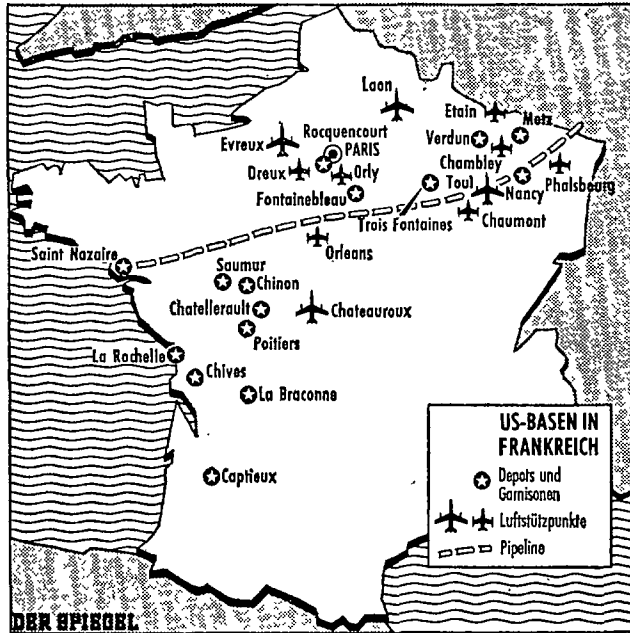 Laon
Etain
Metz
Evreux
Rocquencourt
PARIS
Verdun
Dreux
Orly
Chambley
Toul
Nancy
Phalsbourg
Fontainebleau
Trois Fontaines
Chaumont
Saint Nazaire
Orleans
Saumur
Chinon
Chatellerault
Chateauroux
Poitiers
La Rochelle
Chives
La Braconne
Captieux
US-BASEN IN
FRANKREICH
Depots und
Garnisonen
Luftstützpunkte
Pipeline
DER SPIEGEL